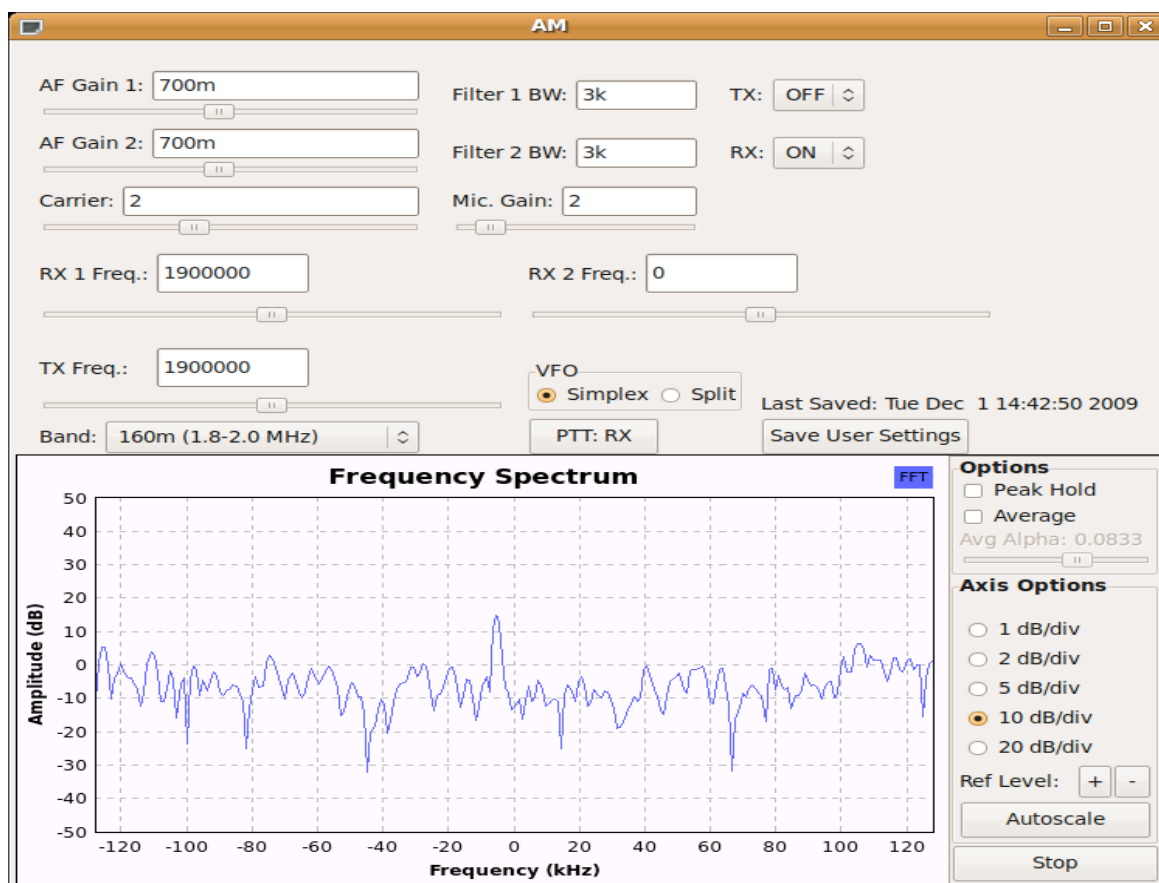 AM
AF Gain 1: 700m
Filter 1 BW: 3k
TX: OFF
AF Gain 2: 700m
Filter 2 BW: 3k
RX: ON
Carrier: 2
Mic. Gain: 2
RX 1 Freq.: 1900000
RX 2 Freq.: 0
TX Freq.: 1900000
VFO
Simplex Split
Last Saved: Tue Dec 1 14:42:50 2009
Band: 160m (1.8-2.0 MHz)
PTT: RX
Save User Settings
Frequency Spectrum
FFT
50
40
30
20
10
0
-10
-20
-30
-40
-50
Amplitude (dB)
-120 -100 -80 -60 -40 -20 0 20 40 60 80 100 120
Frequency (kHz)
Options
Peak Hold
Average
Avg Alpha: 0.0833
Axis Options
1 dB/div
2 dB/div
5 dB/div
10 dB/div
20 dB/div
Ref Level: + -
Autoscale
Stop